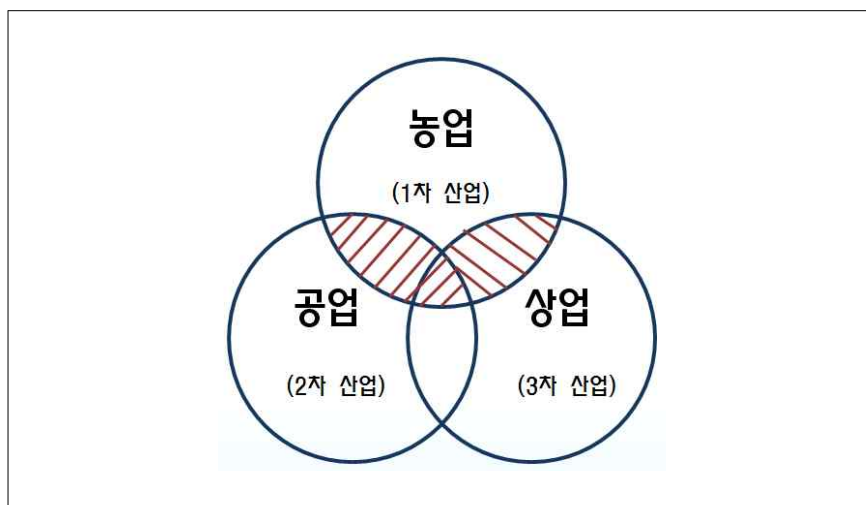 농업
(1차 산업)
공업
상업
(2차 산업)
(3차 산업)